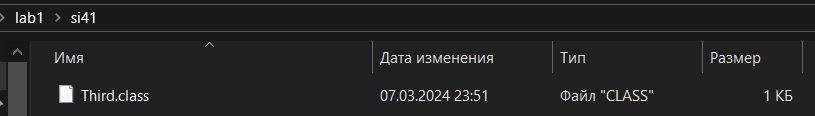 lab1 > si41
Имя Дата изменения Тип Размер
Third.class 07.03.2024 23:51 Файл "CLASS" 1 КБ